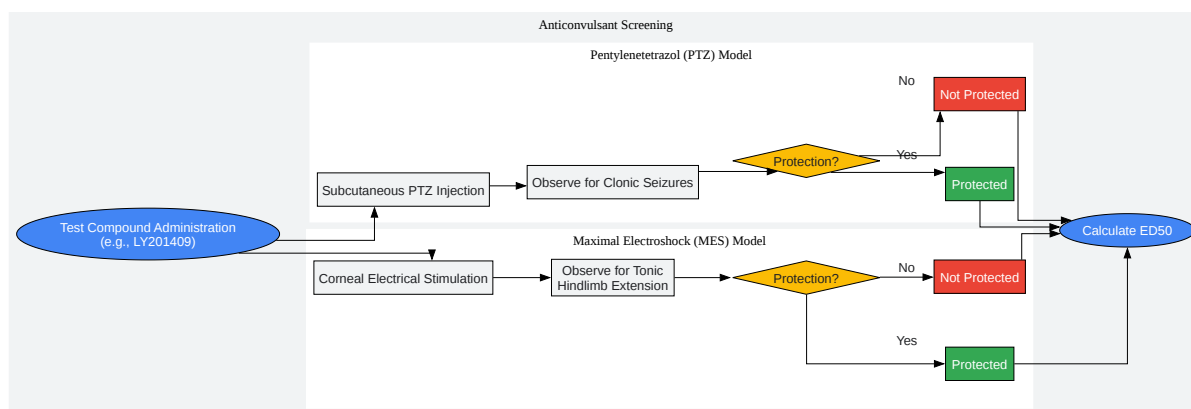 Anticonvulsant Screening
Pentylenetetrazol (PTZ) Model
No
Not Protected
Yes
Protection?
Observe for Clonic Seizures
Subcutaneous PTZ Injection
Protected
Test Compound Administration
(e.g., LY201409)
Calculate ED50
Maximal Electroshock (MES) Model
Corneal Electrical Stimulation
Observe for Tonic
Hindlimb Extension
Protection?
No
Not Protected
Yes
Protected